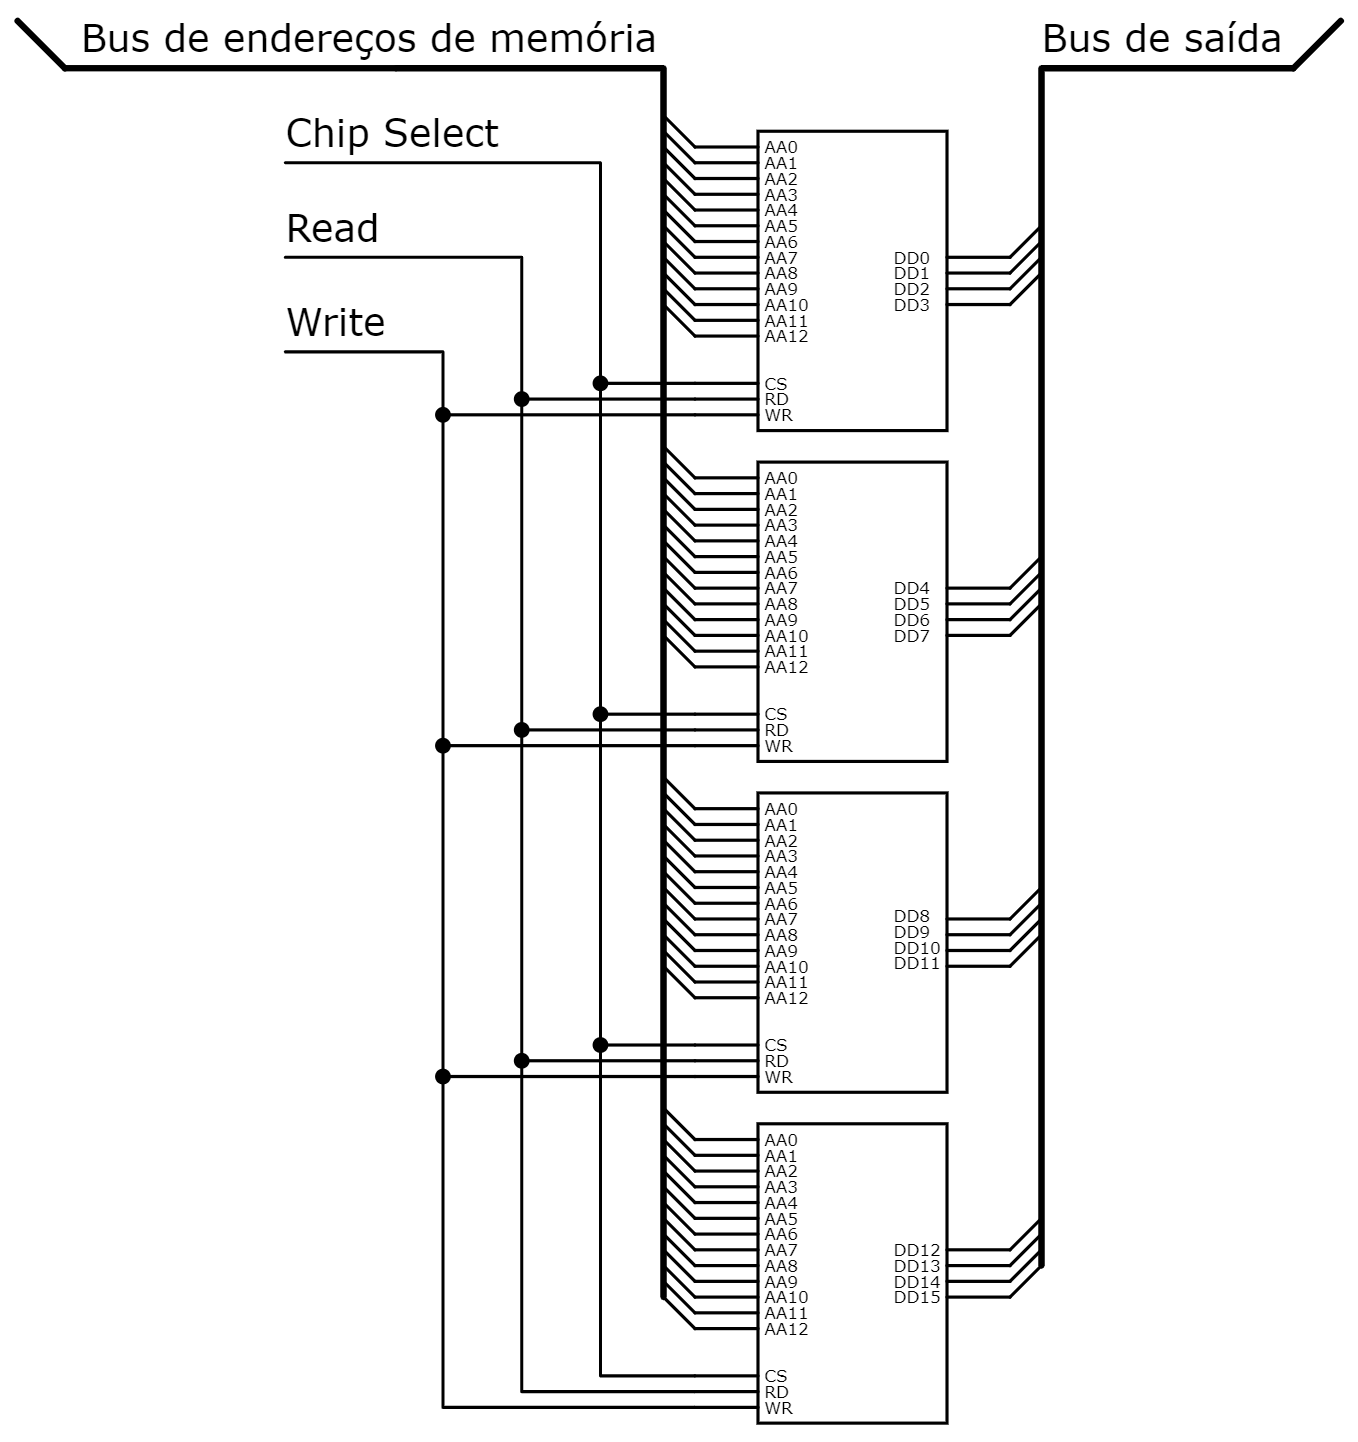 Bus de endereços de memória
Bus de saída
Chip Select
Read
Write
AA0
AA1
AA2
AA3
AA4
AA5
AA6
AA7
AA8
AA9
AA10
AA11
AA12
CS
RD
WR
DD0
DD1
DD2
DD3
AA0
AA1
AA2
AA3
AA4
AA5
AA6
AA7
AA8
AA9
AA10
AA11
AA12
CS
RD
WR
DD4
DD5
DD6
DD7
AA0
AA1
AA2
AA3
AA4
AA5
AA6
AA7
AA8
AA9
AA10
AA11
AA12
CS
RD
WR
DD8
DD9
DD10
DD11
AA0
AA1
AA2
AA3
AA4
AA5
AA6
AA7
AA8
AA9
AA10
AA11
AA12
CS
RD
WR
DD12
DD13
DD14
DD15